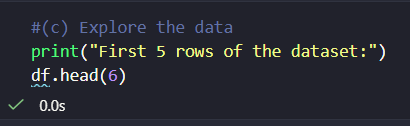 #(c) Explore the data
print("First 5 rows of the dataset:")
df.head(6)
0.0s